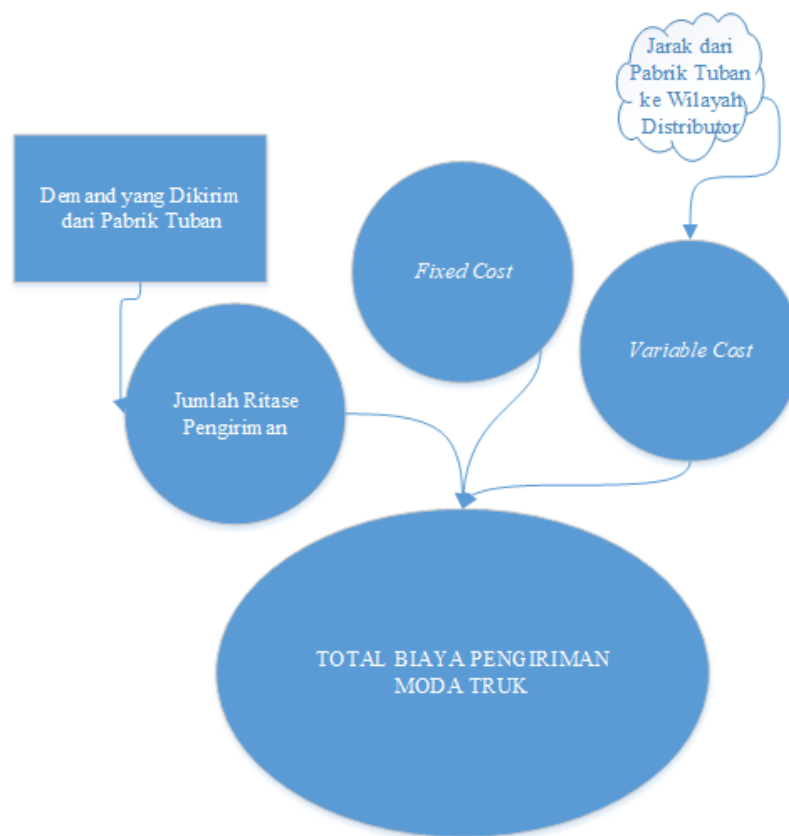 Jarak dari
Pabrik Tuban
ke Wilayah
Distributor
Demand yang Dikirim
dari Pabrik Tuban
Fixed Cost
Variable Cost
Jumlah Ritase
Pengiriman
TOTAL BIAYA PENGIRIMAN
MODA TRUK